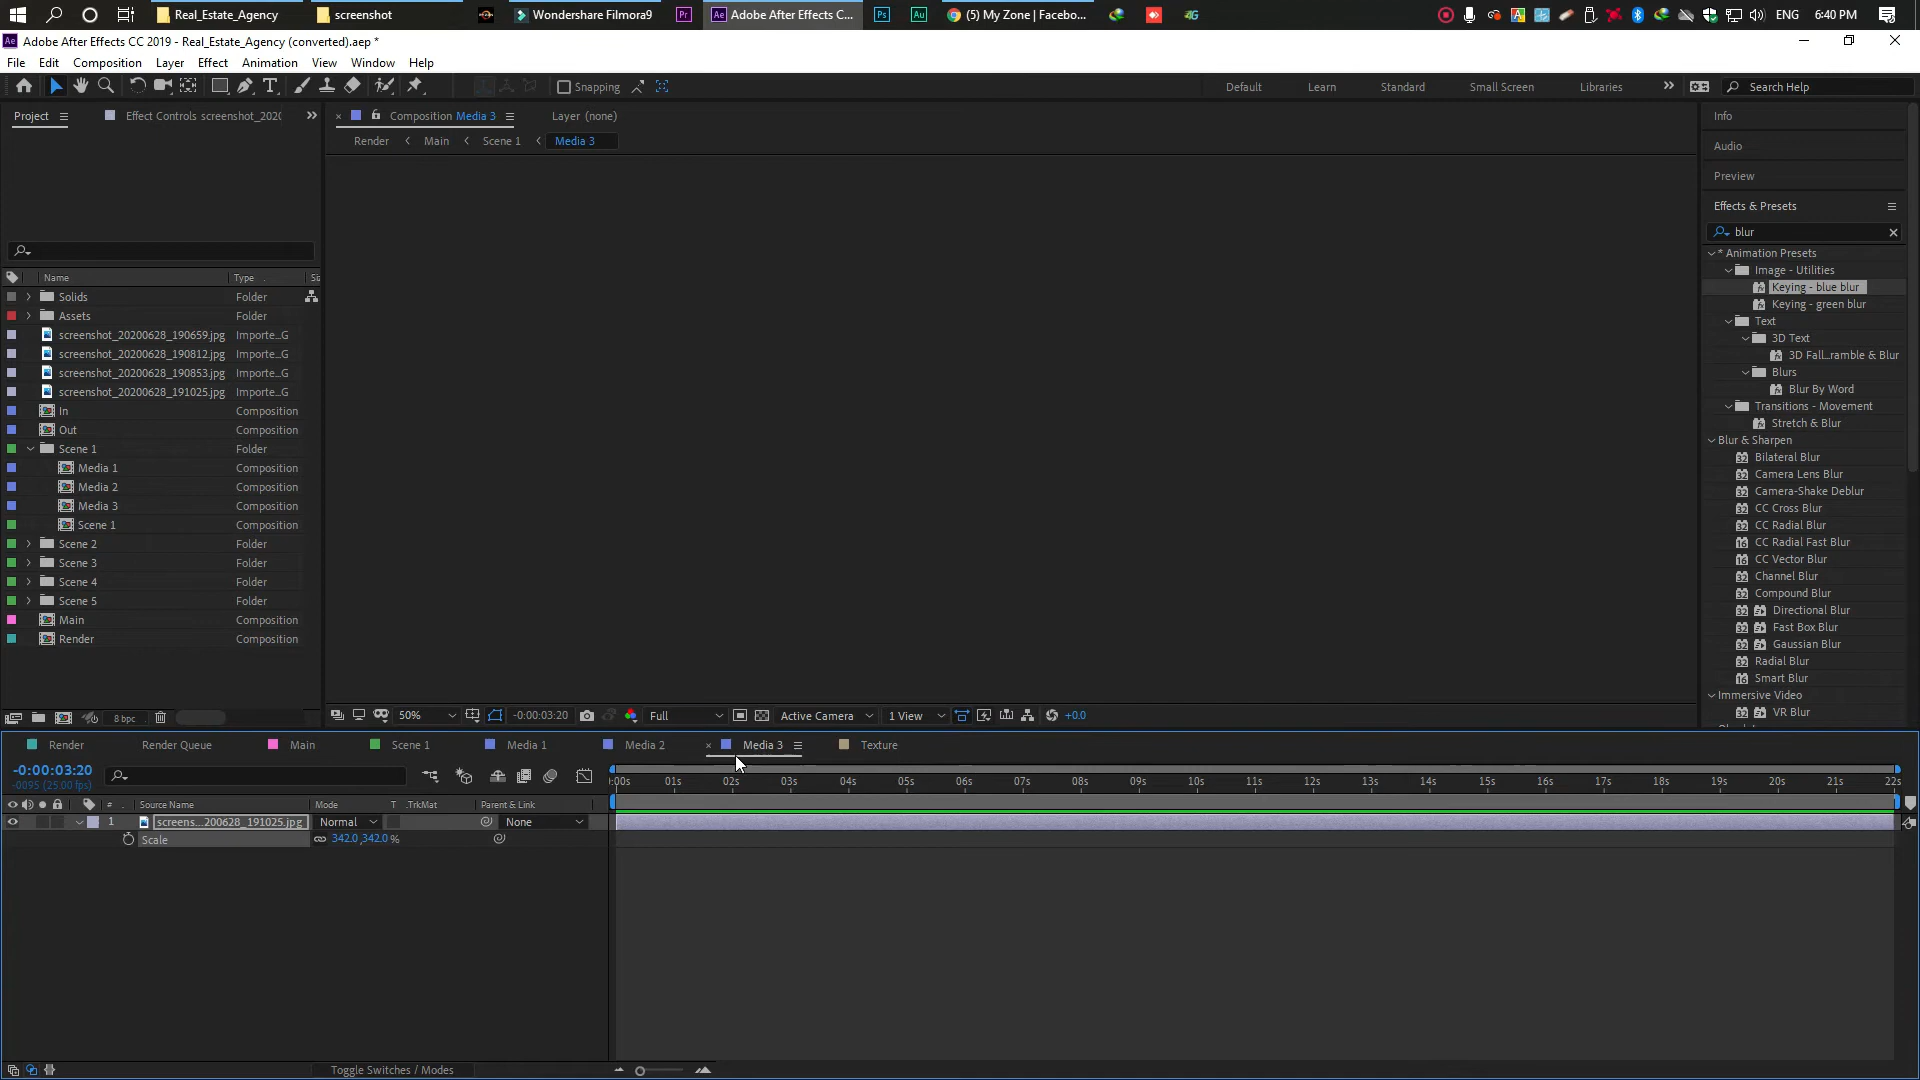 Real_Estate_Agency screenshot Wondershare Filmora9 Adobe After Effects C... (5) My Zone | Faceboo... ENG 6:40 PM
Adobe After Effects CC 2019 - Real_Estate_Agency (converted).aep *
File Edit Composition Layer Effect Animation View Window Help
Snapping Default Learn Standard Small Screen Libraries Search Help
Project Effect Controls screenshot_202 Composition Media 3 Layer (none) Info
Render Main Scene 1 Media 3
Audio
Preview
Effects & Presets
blur
* Animation Presets
Image - Utilities
Keying - blue blur
Keying - green blur
Text
3D Text
3D Fall..ramble & Blur
Blurs
Blur By Word
Transitions - Movement
Stretch & Blur
Blur & Sharpen
Bilateral Blur
Camera Lens Blur
Camera-Shake Deblur
CC Cross Blur
CC Radial Blur
CC Radial Fast Blur
CC Vector Blur
Channel Blur
Compound Blur
Directional Blur
Fast Box Blur
Gaussian Blur
Radial Blur
Smart Blur
Immersive Video
VR Blur
Name Type
Solids Folder
Assets Folder
screenshot_20200628_190659.jpg Importe...G
screenshot_20200628_190812.jpg Importe...G
screenshot_20200628_190853.jpg Importe...G
screenshot_20200628_191025.jpg Importe...G
In Composition
Out Composition
Scene 1 Folder
Media 1 Composition
Media 2 Composition
Media 3 Composition
Scene 1 Composition
Scene 2 Folder
Scene 3 Folder
Scene 4 Folder
Scene 5 Folder
Main Composition
Render Composition
8 bpc 50% -0:00:03:20 Full Active Camera 1 View +0.0
Render Render Queue Main Scene 1 Media 1 Media 2 Media 3 Texture
-0:00:03:20
-0095 (25.00 fps)
:00s 01s 02s 03s 04s 05s 06s 07s 08s 09s 10s 11s 12s 13s 14s 15s 16s 17s 18s 19s 20s 21s 22s
# Source Name Mode T .TrkMat Parent & Link
1 screens...200628_191025.jpg Normal None
Scale 342.0,342.0 %
Toggle Switches / Modes